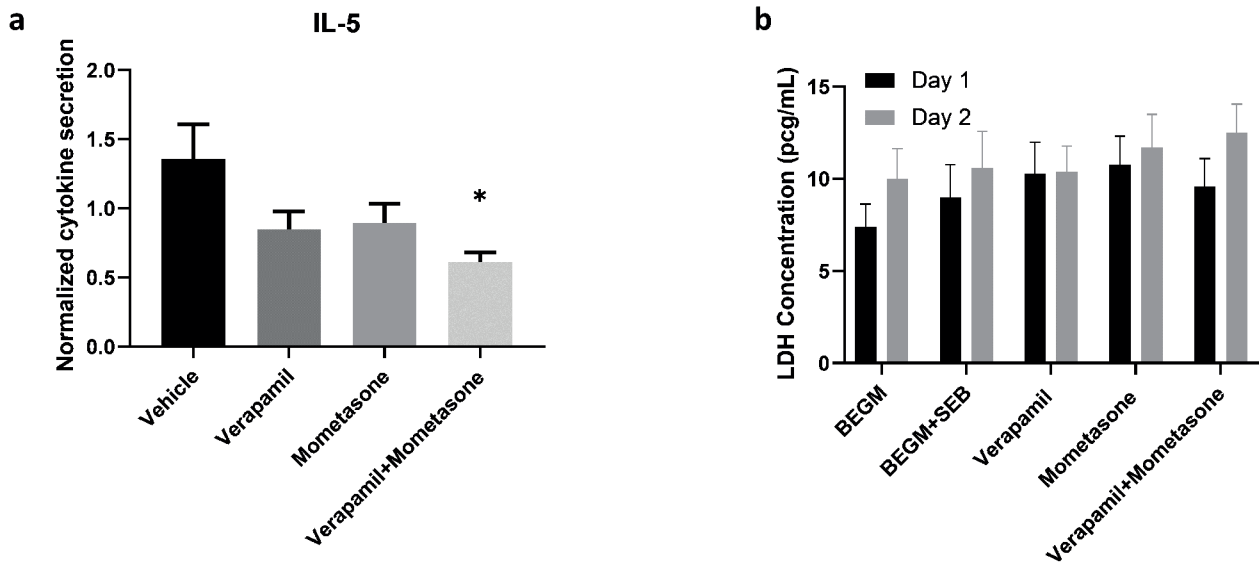 a
IL-5
Normalized cytokine secretion
2.0
1.5
1.0
0.5
0.0
*
Vehicle
Verapamil
Mometasone
Verapamil+Mometasone
b
LDH Concentration (pcg/mL)
15
10
5
0
Day 1
Day 2
BEGM
BEGM+SEB
Verapamil
Mometasone
Verapamil+Mometasone